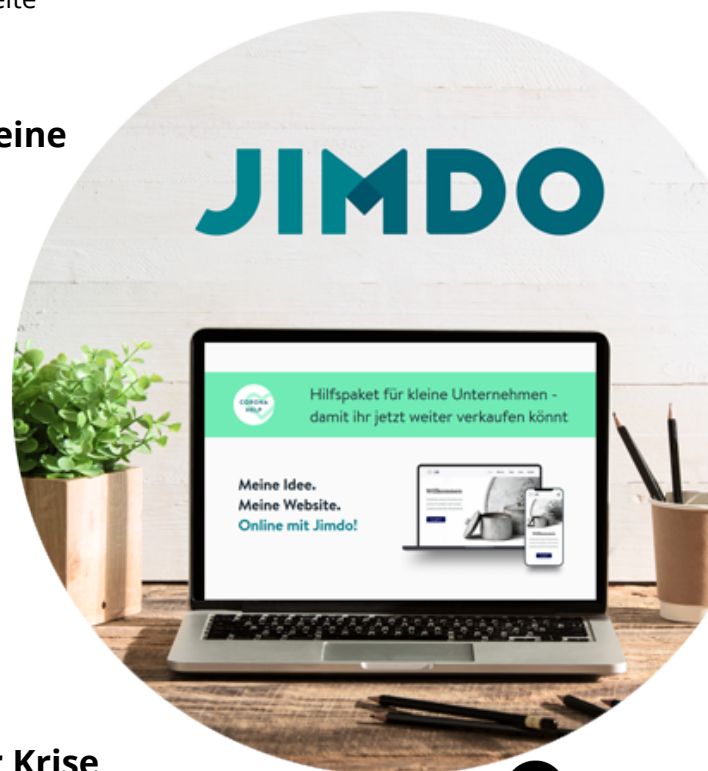 eine
JIMDO
CORONA
HELP
Hilfspaket für kleine Unternehmen -
damit ihr jetzt weiter verkaufen könnt
Meine Idee.
Meine Website.
Online mit Jimdo!
Willkommen
Krise